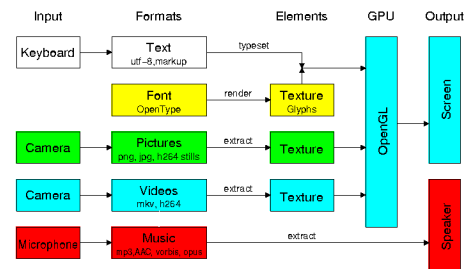 Input Formats Elements GPU Output
Keyboard
Text
utf-8,markup
typeset
Font
OpenType
render
Texture
Glyphs
Camera
Pictures
png, jpg, h264 stills
extract
Texture
Camera
Videos
mkv, h264
extract
Texture
OpenGL
Screen
Microphone
Music
mp3,AAC, vorbis, opus
extract
Speaker